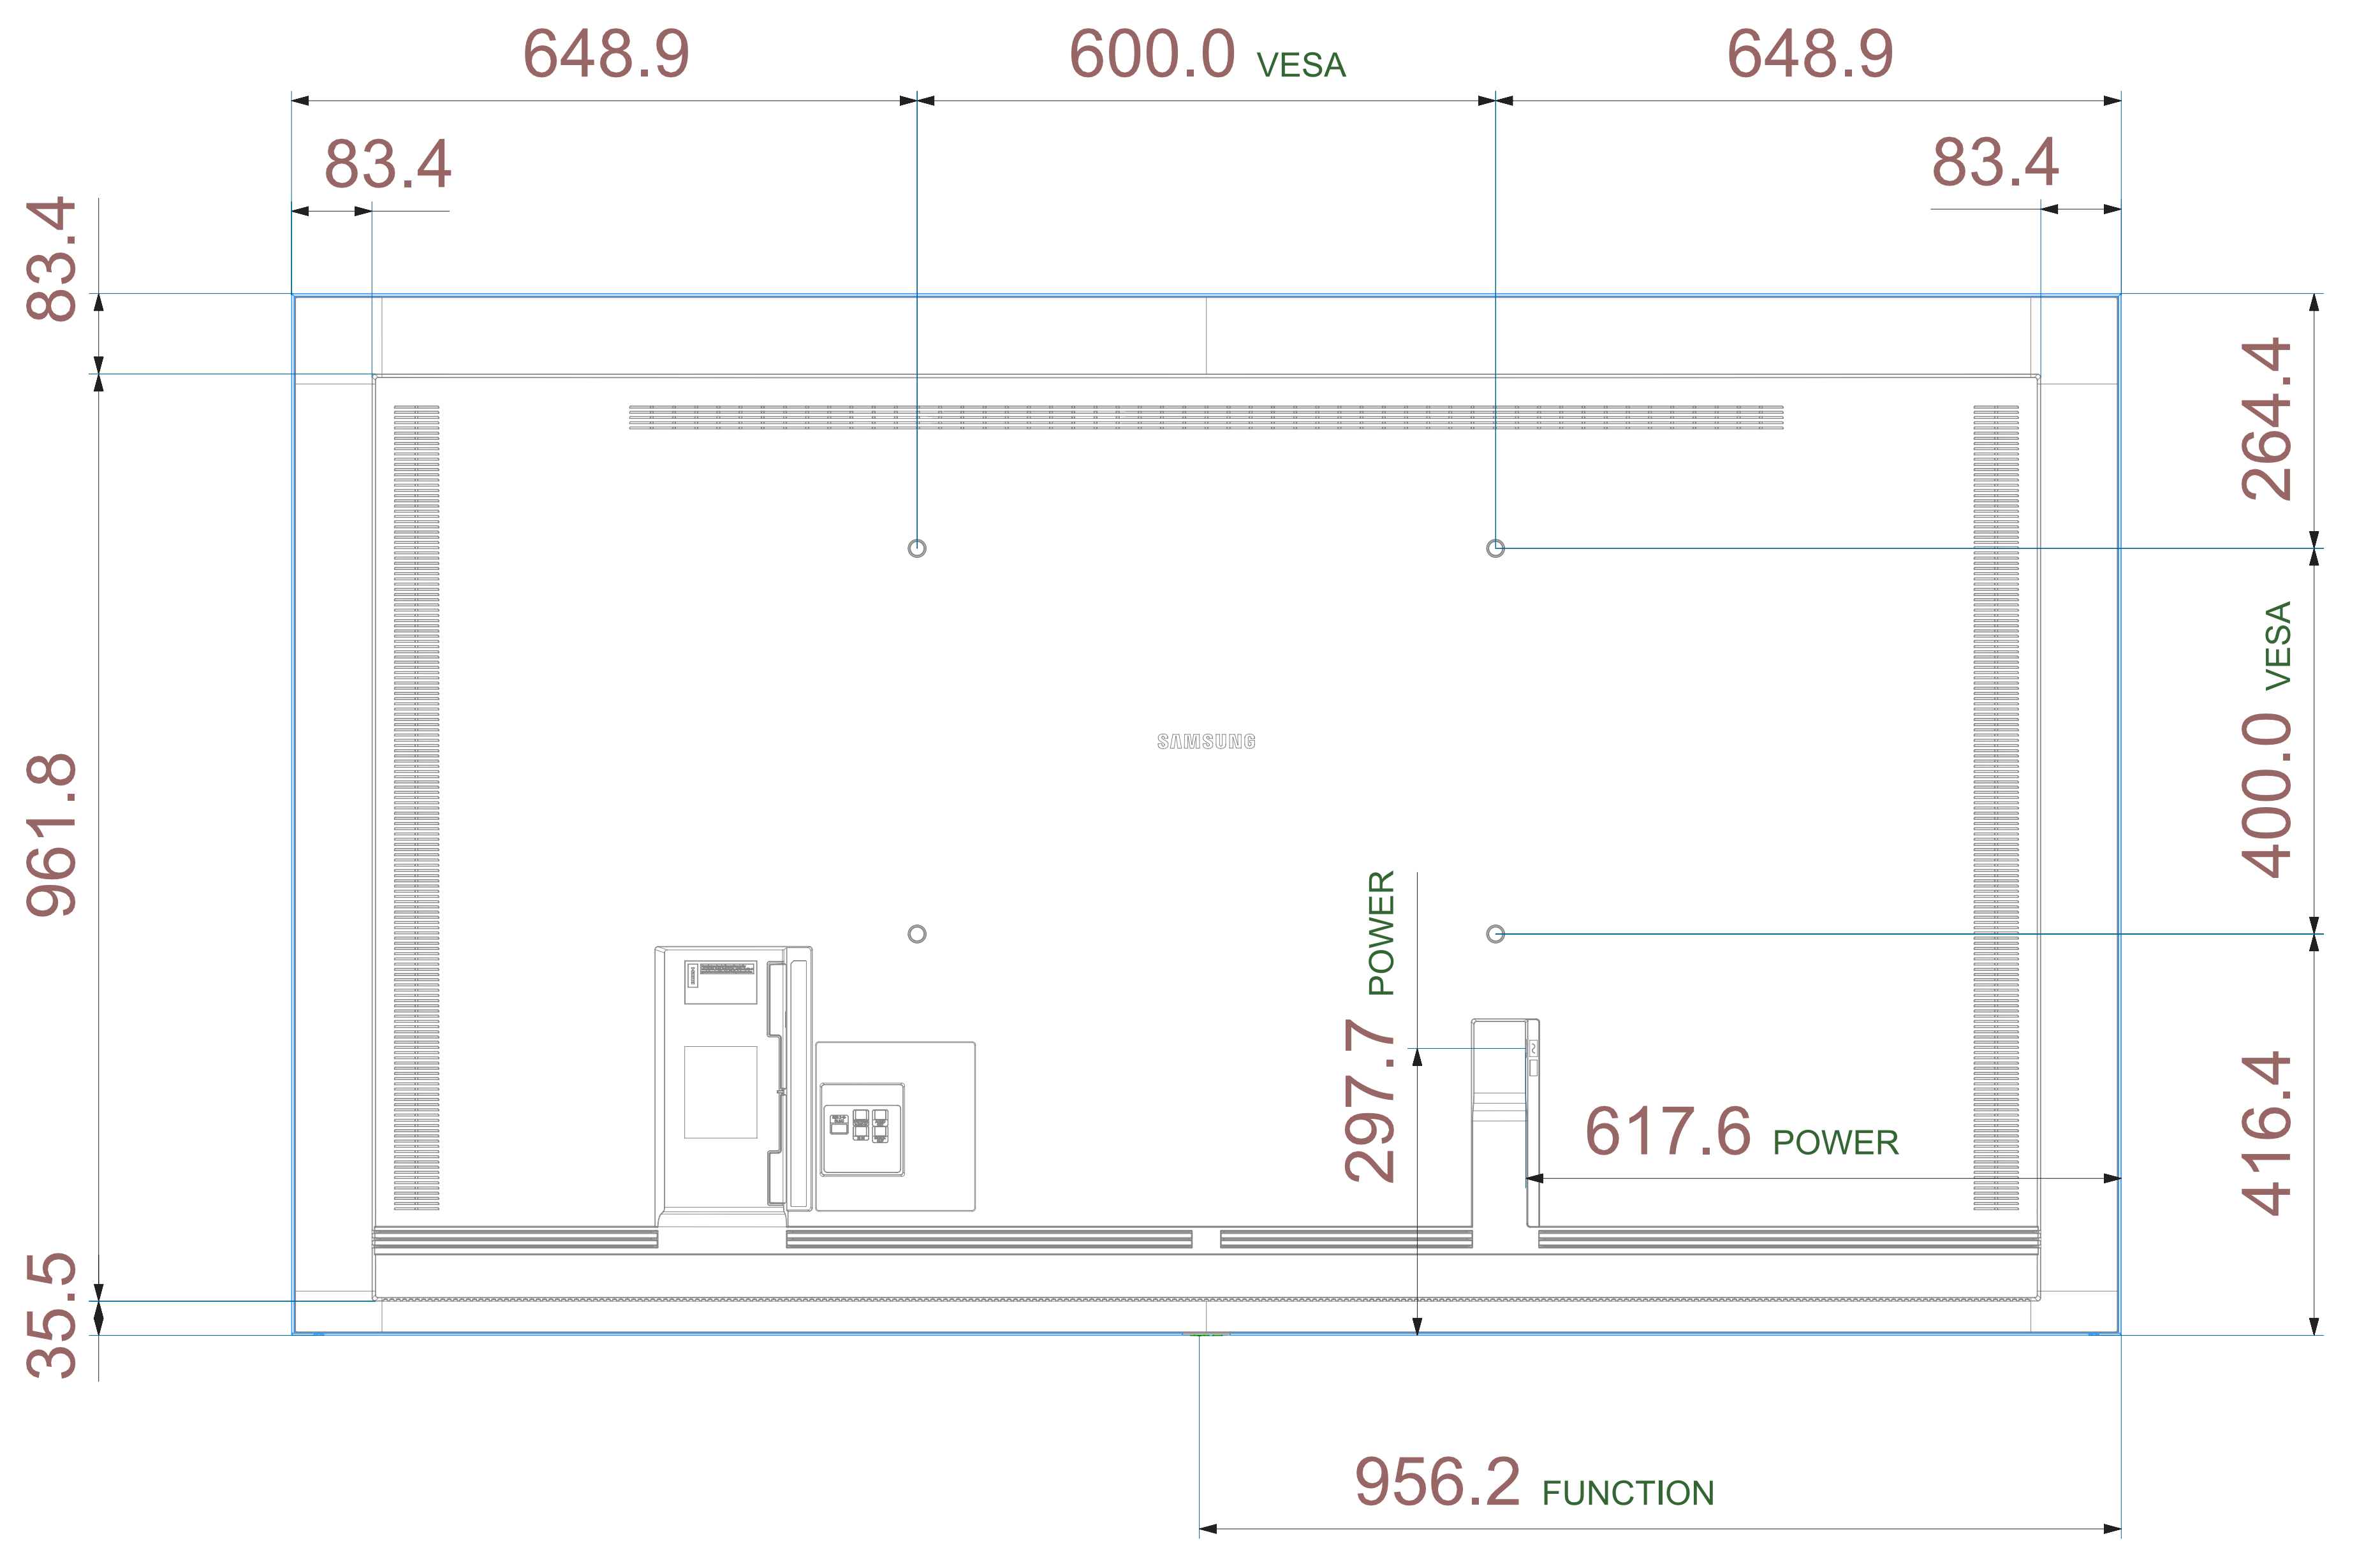 648.9
600.0 VESA
648.9
83.4
83.4
83.4
264.4
400.0 VESA
SAMSUNG
961.8
297.7 POWER
617.6 POWER
416.4
35.5
956.2 FUNCTION